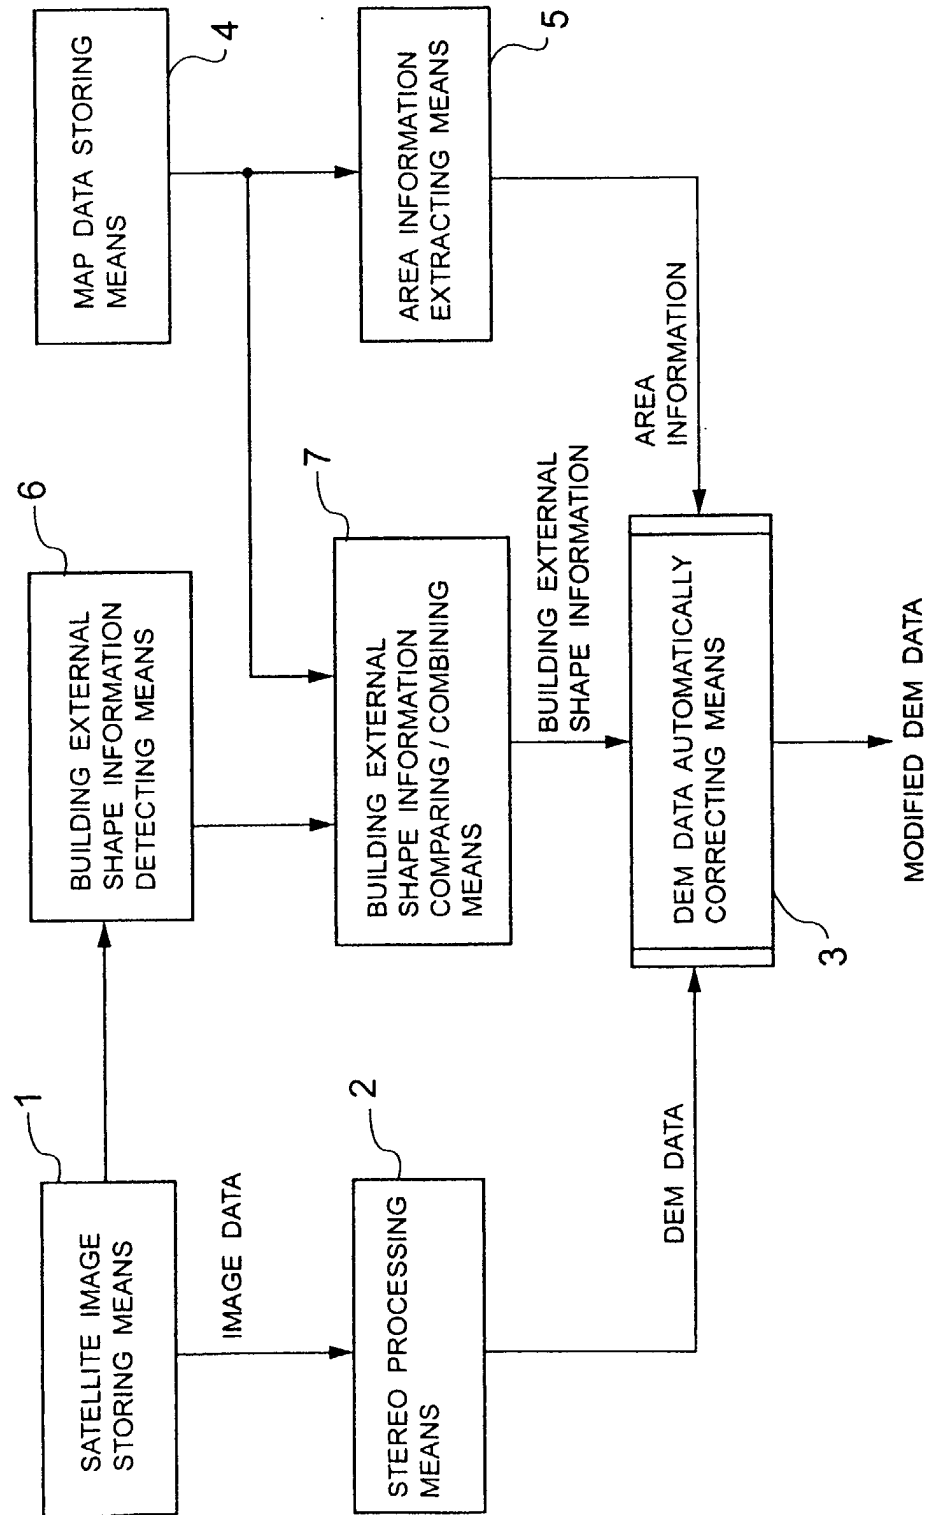 1
SATELLITE IMAGE
STORING MEANS
IMAGE DATA
2
STEREO PROCESSING
MEANS
DEM DATA
6
BUILDING EXTERNAL
SHAPE INFORMATION
DETECTING MEANS
7
BUILDING EXTERNAL
SHAPE INFORMATION
COMPARING / COMBINING
MEANS
BUILDING EXTERNAL
SHAPE INFORMATION
4
MAP DATA STORING
MEANS
5
AREA INFORMATION
EXTRACTING MEANS
AREA
INFORMATION
3
DEM DATA AUTOMATICALLY
CORRECTING MEANS
MODIFIED DEM DATA